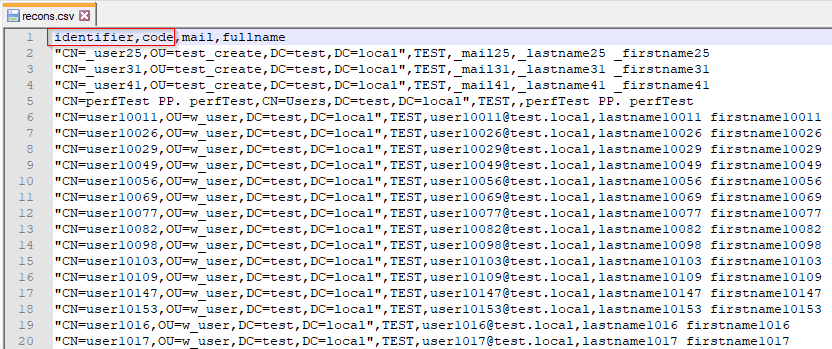 recons.csv
1 identifier,code,mail,fullname
2 "CN=_user25,OU=test_create,DC=test,DC=local",TEST,_mail25,_lastname25 _firstname25
3 "CN=_user31,OU=test_create,DC=test,DC=local",TEST,_mail31,_lastname31 _firstname31
4 "CN=_user41,OU=test_create,DC=test,DC=local",TEST,_mail41,_lastname41 _firstname41
5 "CN=perfTest PP. perfTest,CN=Users,DC=test,DC=local",TEST,,perfTest PP. perfTest
6 "CN=user10011,OU=w_user,DC=test,DC=local",TEST,user10011@test.local,lastname10011 firstname10011
7 "CN=user10026,OU=w_user,DC=test,DC=local",TEST,user10026@test.local,lastname10026 firstname10026
8 "CN=user10029,OU=w_user,DC=test,DC=local",TEST,user10029@test.local,lastname10029 firstname10029
9 "CN=user10049,OU=w_user,DC=test,DC=local",TEST,user10049@test.local,lastname10049 firstname10049
10 "CN=user10056,OU=w_user,DC=test,DC=local",TEST,user10056@test.local,lastname10056 firstname10056
11 "CN=user10069,OU=w_user,DC=test,DC=local",TEST,user10069@test.local,lastname10069 firstname10069
12 "CN=user10077,OU=w_user,DC=test,DC=local",TEST,user10077@test.local,lastname10077 firstname10077
13 "CN=user10082,OU=w_user,DC=test,DC=local",TEST,user10082@test.local,lastname10082 firstname10082
14 "CN=user10098,OU=w_user,DC=test,DC=local",TEST,user10098@test.local,lastname10098 firstname10098
15 "CN=user10103,OU=w_user,DC=test,DC=local",TEST,user10103@test.local,lastname10103 firstname10103
16 "CN=user10109,OU=w_user,DC=test,DC=local",TEST,user10109@test.local,lastname10109 firstname10109
17 "CN=user10147,OU=w_user,DC=test,DC=local",TEST,user10147@test.local,lastname10147 firstname10147
18 "CN=user10153,OU=w_user,DC=test,DC=local",TEST,user10153@test.local,lastname10153 firstname10153
19 "CN=user1016,OU=w_user,DC=test,DC=local",TEST,user1016@test.local,lastname1016 firstname1016
20 "CN=user1017,OU=w_user,DC=test,DC=local",TEST,user1017@test.local,lastname1017 firstname1017